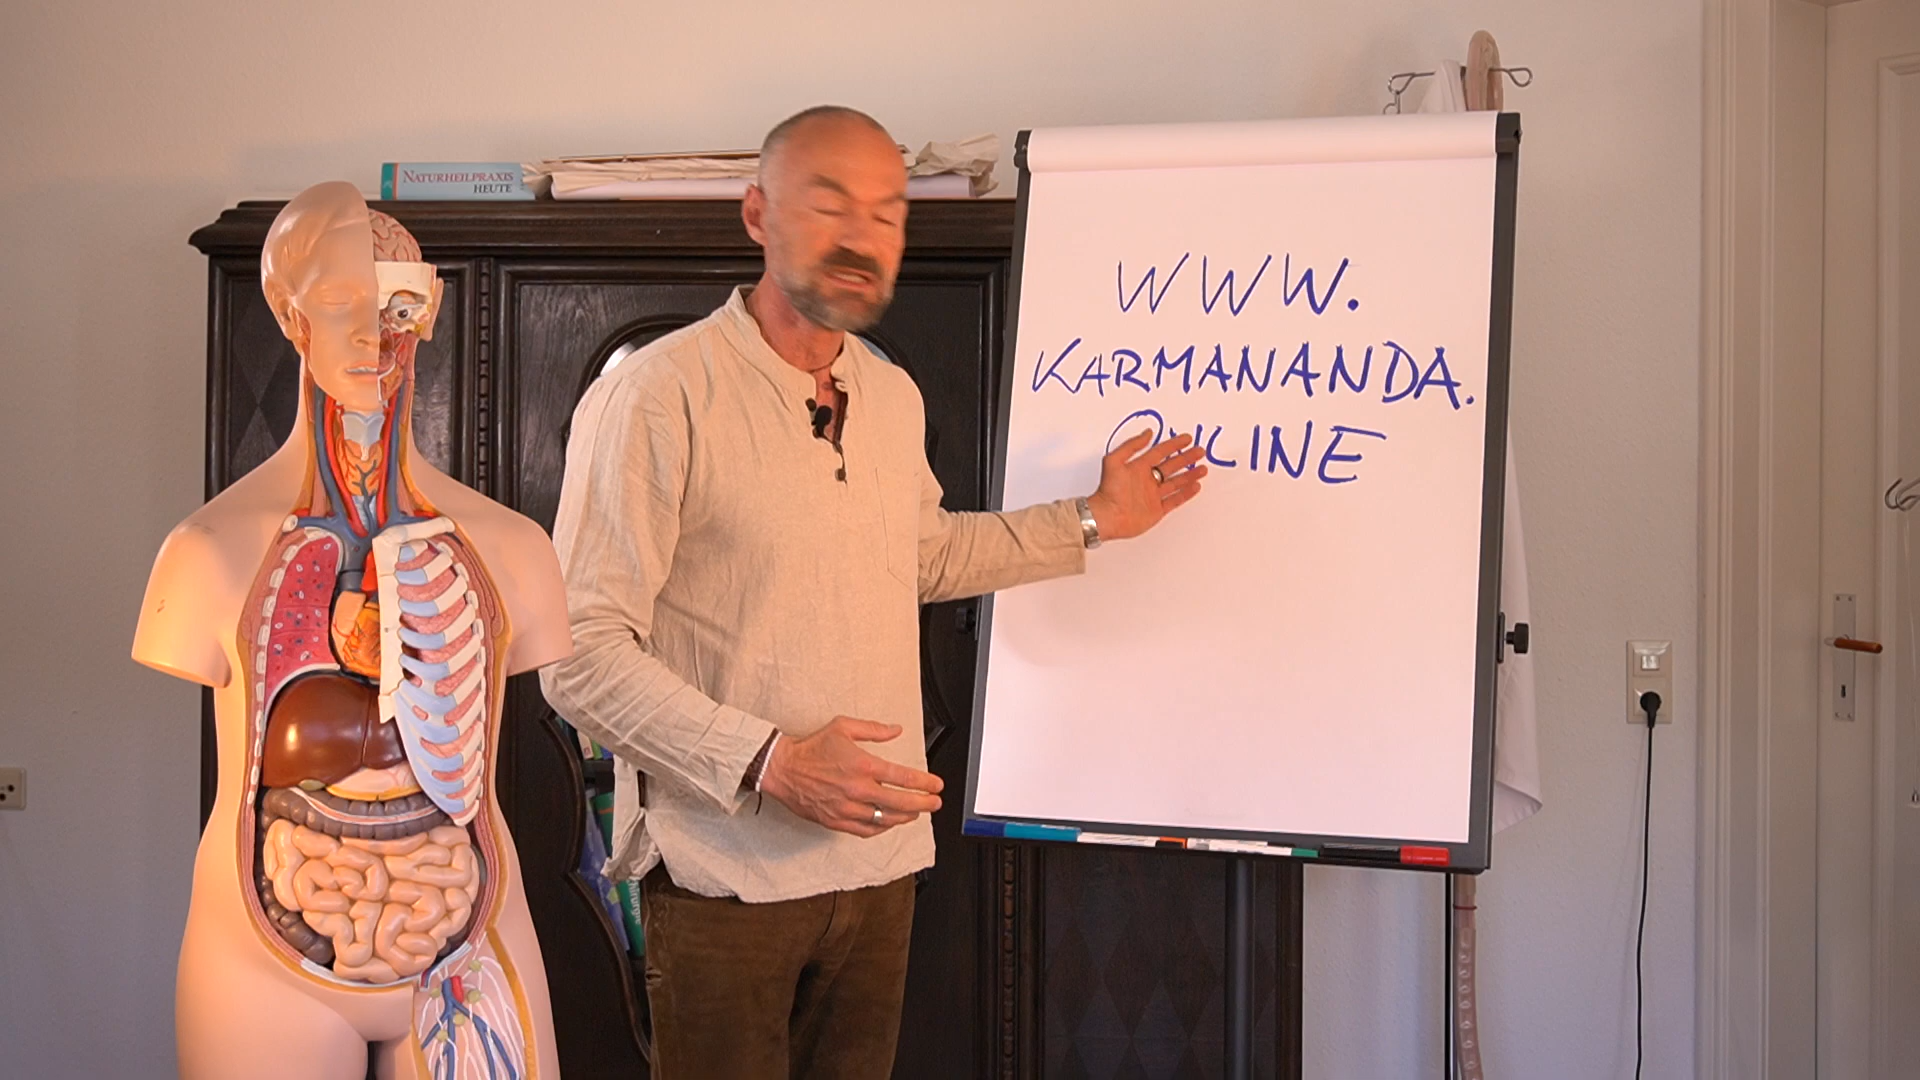 NATURHEILPRAXIS
HEUTE
WWW.
KARMANANDA.
ONLINE